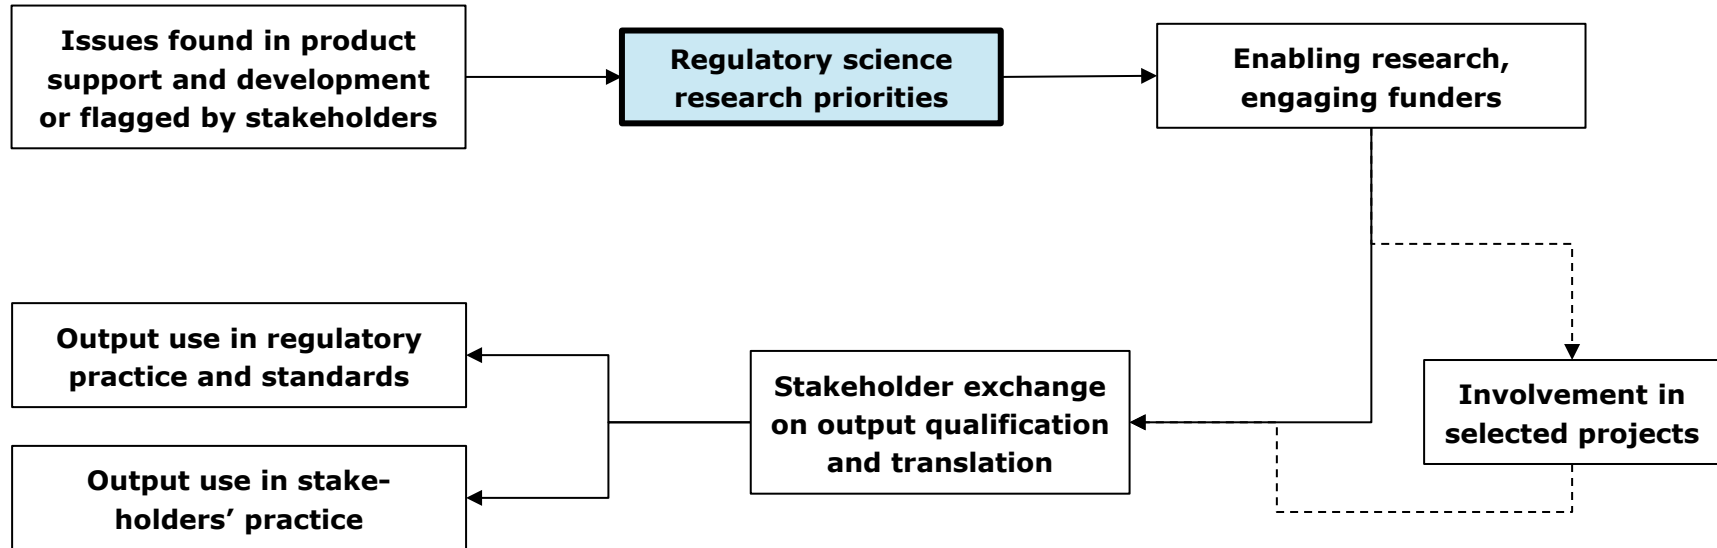 Issues found in product
support and development
or flagged by stakeholders
Regulatory science
research priorities
Enabling research,
engaging funders
Output use in regulatory
practice and standards
Stakeholder exchange
on output qualification
and translation
Involvement in
selected projects
Output use in stake-
holders’ practice